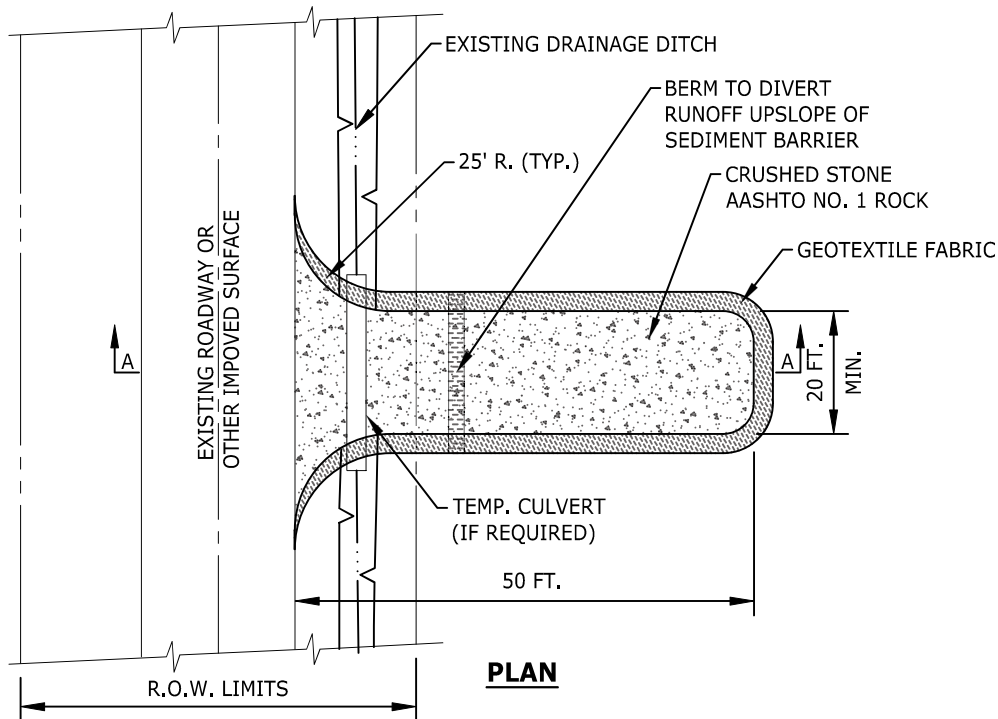 EXISTING DRAINAGE DITCH
BERM TO DIVERT
RUNOFF UPSLOPE OF
SEDIMENT BARRIER
25' R. (TYP.)
CRUSHED STONE
AASHTO NO. 1 ROCK
GEOTEXTILE FABRIC
EXISTING ROADWAY OR
OTHER IMPOVED SURFACE
A
A
20 FT.
MIN.
TEMP. CULVERT
(IF REQUIRED)
50 FT.
PLAN
R.O.W. LIMITS